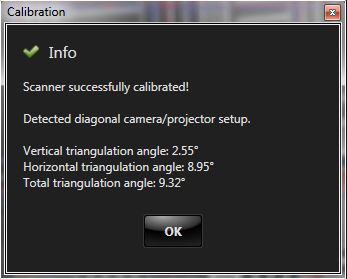 Calibration
Info
Scanner successfully calibrated!
Detected diagonal camera/projector setup.
Vertical triangulation angle: 2.55°
Horizontal triangulation angle: 8.95°
Total triangulation angle: 9.32°
OK